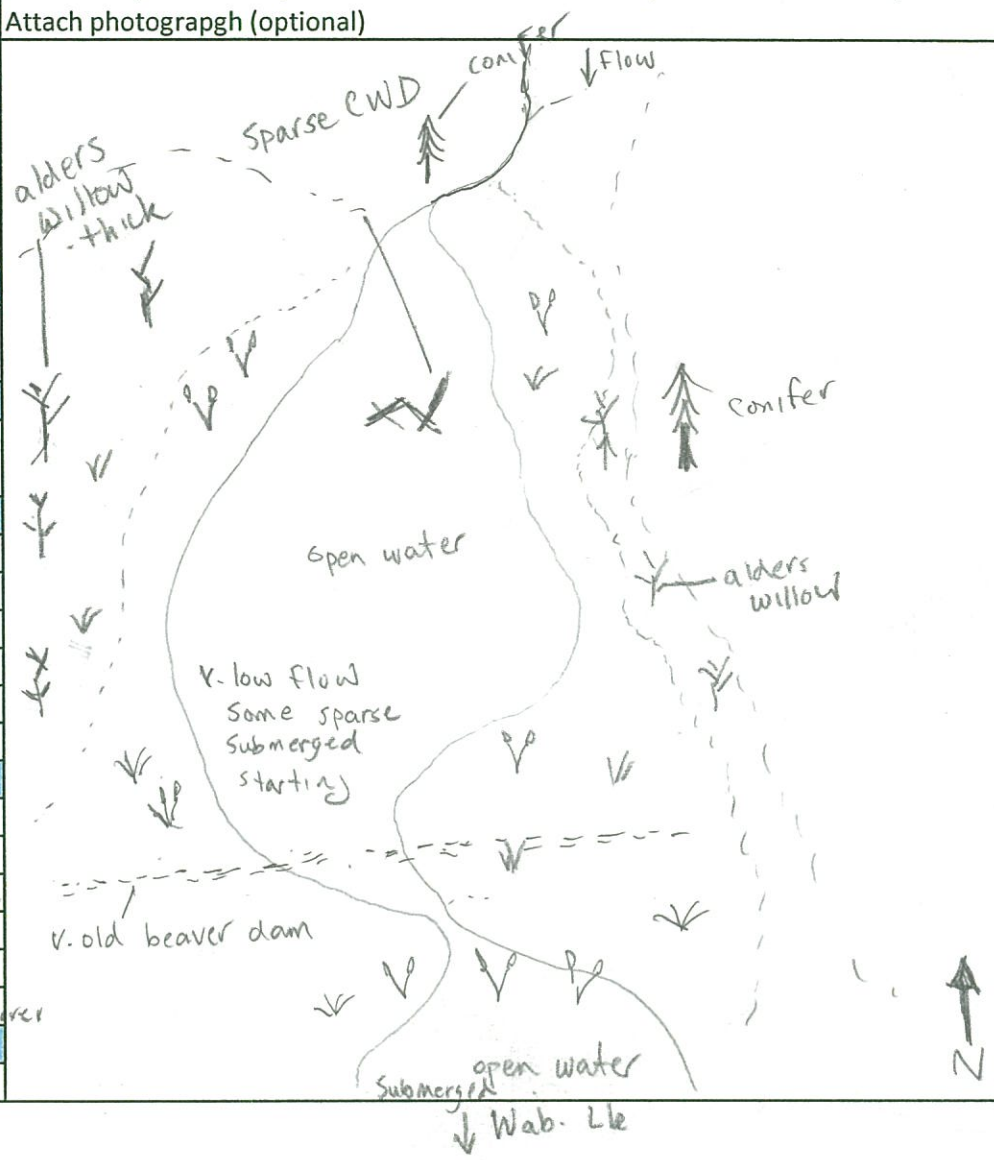 Attach photograpgh (optional)
conifer
Flow
Sparse CWD
alders
willow
- thick
conifer
open water
alders
willow
v. low flow
Some sparse
Submerged
starting
v. old beaver dam
N
open water
Submerged
Wab. Lk